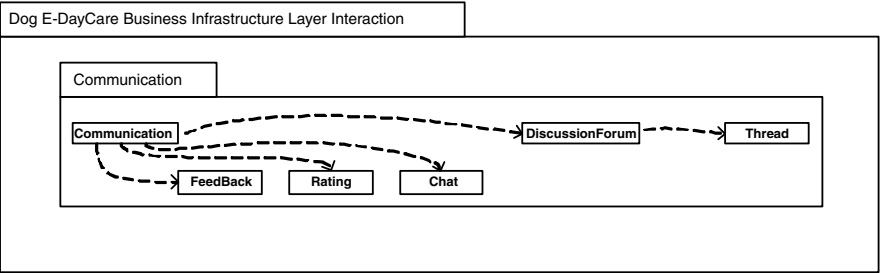 Dog E-DayCare Business Infrastructure Layer Interaction
Communication
Communication
DiscussionForum
Thread
FeedBack
Rating
Chat